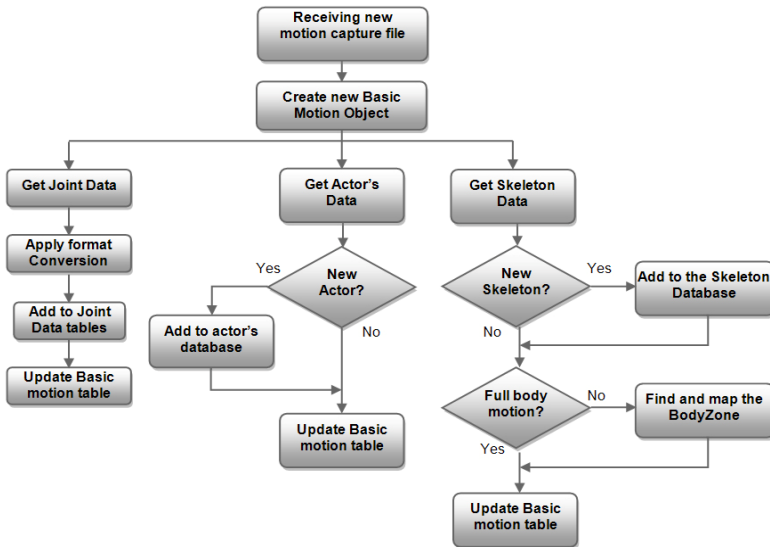 Receiving new
motion capture file
Create new Basic
Motion Object
Get Joint Data
Apply format
Conversion
Add to Joint
Data tables
Update Basic
motion table
Get Actor's
Data
New
Actor?
Yes
No
Add to actor's
database
Update Basic
motion table
Get Skeleton
Data
New
Skeleton?
Yes
No
Add to the Skeleton
Database
Full body
motion?
No
Yes
Find and map the
BodyZone
Update Basic
motion table